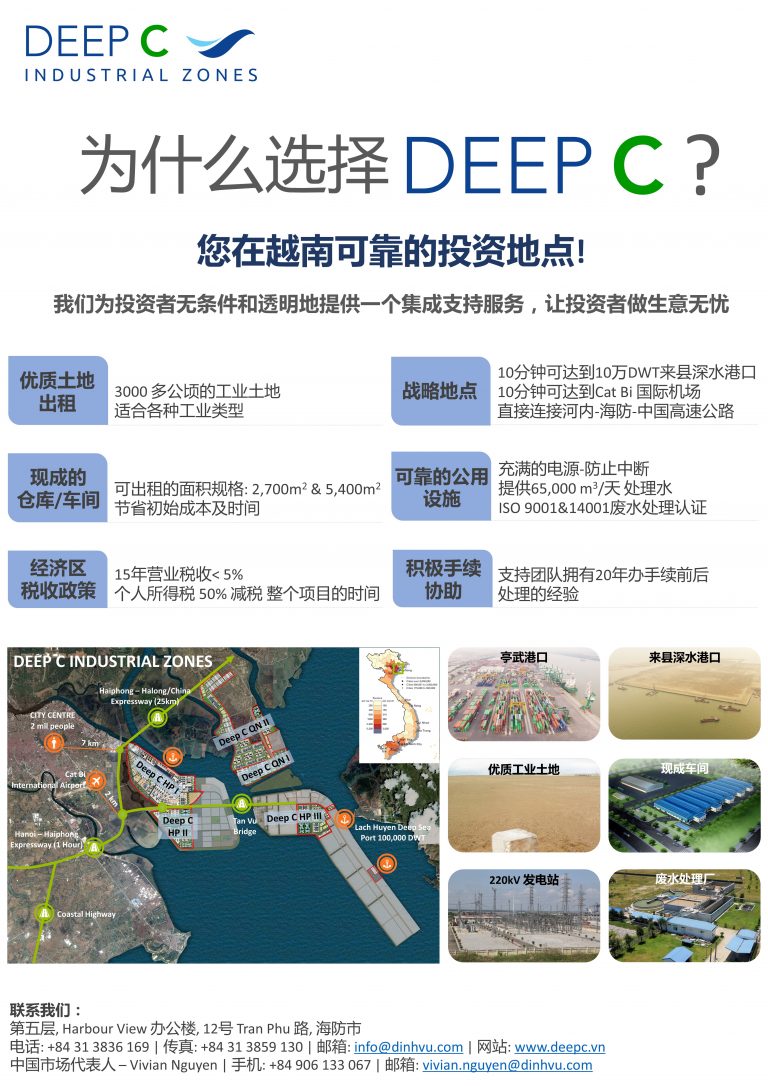 DEEP C
INDUSTRIAL ZONES
为什么选择 DEEP C ?
您在越南可靠的投资地点!
我们为投资者无条件和透明地提供一个集成支持服务，让投资者做生意无忧
优质土地
出租
3000 多公顷的工业土地
适合各种工业类型
战略地点
10分钟可达到10万DWT来县深水港口
10分钟可达到Cat Bi 国际机场
直接连接河内-海防-中国高速公路
现成的
仓库/车间
可出租的面积规格: 2,700m² & 5,400m²
节省初始成本及时间
可靠的公用
设施
充满的电源-防止中断
提供65,000 m³/天 处理水
ISO 9001&14001废水处理认证
经济区
税收政策
15年营业税收< 5%
个人所得税 50% 减税 整个项目的时间
积极手续
协助
支持团队拥有20年办手续前后
处理的经验
DEEP C INDUSTRIAL ZONES
Haiphong – Halong/China
Expressway (25km)
CITY CENTRE
2 mil people
7 km
Deep C QN II
Deep C QN I
Cat Bi
International Airport
2 km
Deep C HP I
Deep C
HP II
Tan Vu
Bridge
Deep C HP III
Lach Huyen Deep Sea
Port 100,000 DWT
Hanoi – Haiphong
Expressway (1 Hour)
Coastal Highway
亭武港口
来县深水港口
优质工业土地
现成车间
220kV 发电站
废水处理厂
联系我们：
第五层, Harbour View 办公楼, 12号 Tran Phu 路, 海防市
电话: +84 31 3836 169 | 传真: +84 31 3859 130 | 邮箱: info@dinhvu.com | 网站: www.deepc.vn
中国市场代表人 – Vivian Nguyen | 手机: +84 906 133 067 | 邮箱: vivian.nguyen@dinhvu.com